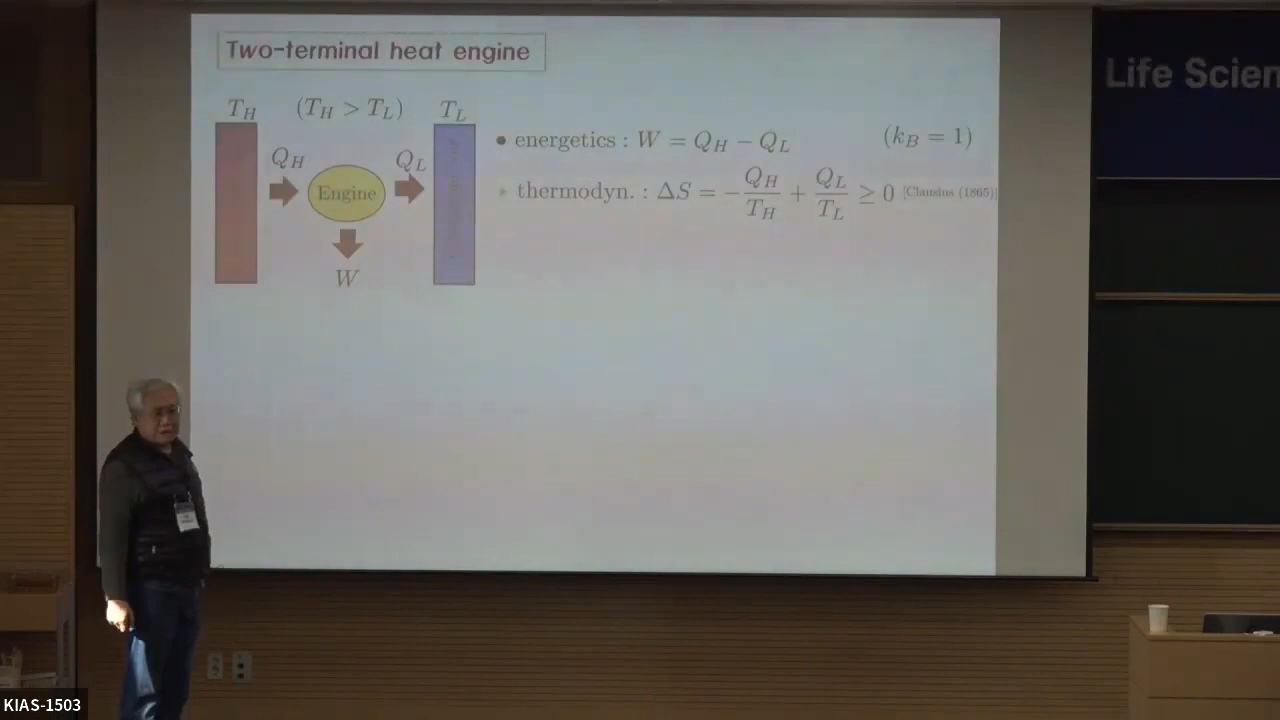 Two-terminal heat engine
Life Scien
T_H (T_H > T_L) T_L
• energetics : W = Q_H − Q_L (k_B = 1)
Q_H Q_L
Engine
W
• thermodyn. : ΔS = −Q_H/T_H + Q_L/T_L ≥ 0 [Clausius (1865)]
KIAS-1503